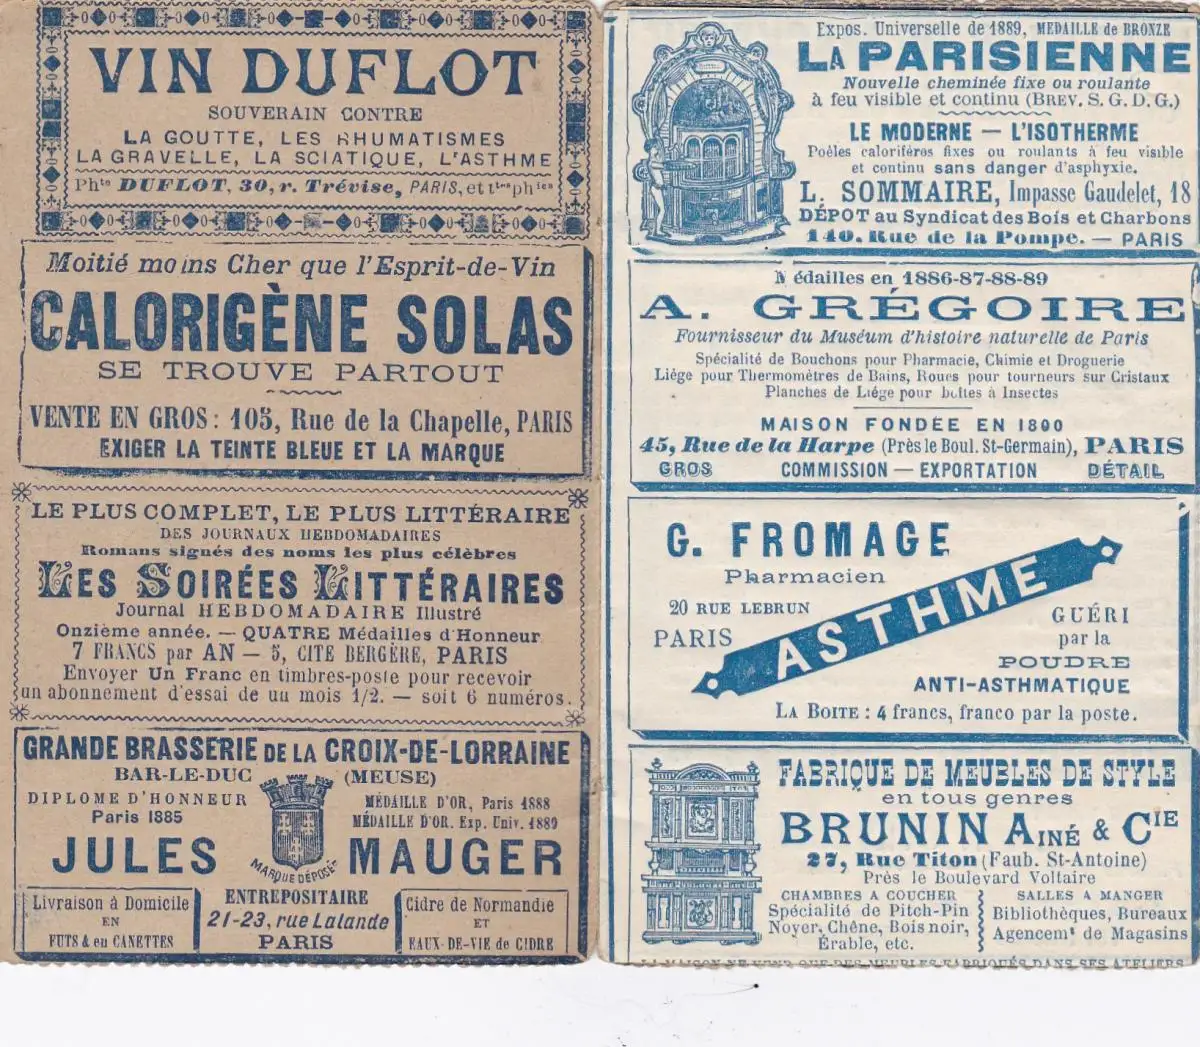 VIN DUFLOT
SOUVERAIN CONTRE
LA GOUTTE, LES RHUMATISMES
LA GRAVELLE, LA SCIATIQUE, L'ASTHME
Phie DUFLOT, 30, r. Trévise, PARIS, et ttes phies
Moitié moins Cher que l'Esprit-de-Vin
CALORIGÈNE SOLAS
SE TROUVE PARTOUT
VENTE EN GROS : 105, Rue de la Chapelle, PARIS
EXIGER LA TEINTE BLEUE ET LA MARQUE
LE PLUS COMPLET, LE PLUS LITTÉRAIRE
DES JOURNAUX HEBDOMADAIRES
Romans signés des noms les plus célèbres
LES SOIRÉES LITTÉRAIRES
Journal HEBDOMADAIRE Illustré
Onzième année. — QUATRE Médailles d'Honneur
7 FRANCS par AN — 5, CITE BERGÈRE, PARIS
Envoyer Un Franc en timbres-poste pour recevoir
un abonnement d'essai de un mois 1/2. — soit 6 numéros.
GRANDE BRASSERIE DE LA CROIX-DE-LORRAINE
BAR-LE-DUC (MEUSE)
DIPLOME D'HONNEUR
Paris 1885
MÉDAILLE D'OR, Paris 1888
MÉDAILLE D'OR. Exp. Univ. 1889
JULES MAUGER
MARQUE DÉPOSÉE
Livraison à Domicile
EN
FUTS & en CANETTES
ENTREPOSITAIRE
21-23, rue Lalande
PARIS
Cidre de Normandie
ET
EAUX-DE-VIE de CIDRE
Expos. Universelle de 1889, MEDAILLE de BRONZE
LA PARISIENNE
Nouvelle cheminée fixe ou roulante
à feu visible et continu (BREV. S. G. D. G.)
LE MODERNE — L'ISOTHERME
Poêles calorifères fixes ou roulants à feu visible
et continu sans danger d'asphyxie.
L. SOMMAIRE, Impasse Gaudelet, 18
DÉPOT au Syndicat des Bois et Charbons
140, Rue de la Pompe. — PARIS
Médailles en 1886-87-88-89
A. GRÉGOIRE
Fournisseur du Muséum d'histoire naturelle de Paris
Spécialité de Bouchons pour Pharmacie, Chimie et Droguerie
Liège pour Thermomètres de Bains, Roues pour tourneurs sur Cristaux
Planches de Liége pour boîtes à Insectes
MAISON FONDÉE EN 1800
45, Rue de la Harpe (Près le Boul. St-Germain), PARIS
GROS COMMISSION — EXPORTATION DÉTAIL
G. FROMAGE
Pharmacien
20 RUE LEBRUN
PARIS
ASTHME
GUÉRI
par la
POUDRE
ANTI-ASTHMATIQUE
LA BOITE : 4 francs, franco par la poste.
FABRIQUE DE MEUBLES DE STYLE
en tous genres
BRUNIN AINÉ & CIE
27, Rue Titon (Faub. St-Antoine)
Près le Boulevard Voltaire
CHAMBRES A COUCHER
Spécialité de Pitch-Pin
Noyer, Chêne, Bois noir,
Érable, etc.
SALLES A MANGER
Bibliothèques, Bureaux
Agencemt de Magasins
LA MAISON NE VEND QUE DES MEUBLES FABRIQUÉS DANS SES ATELIERS